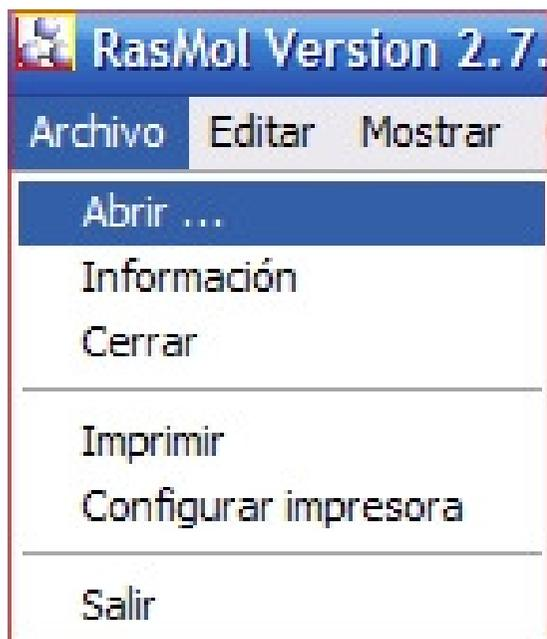 RasMol Version 2.7.
Archivo Editar Mostrar
Abrir ...
Información
Cerrar
Imprimir
Configurar impresora
Salir